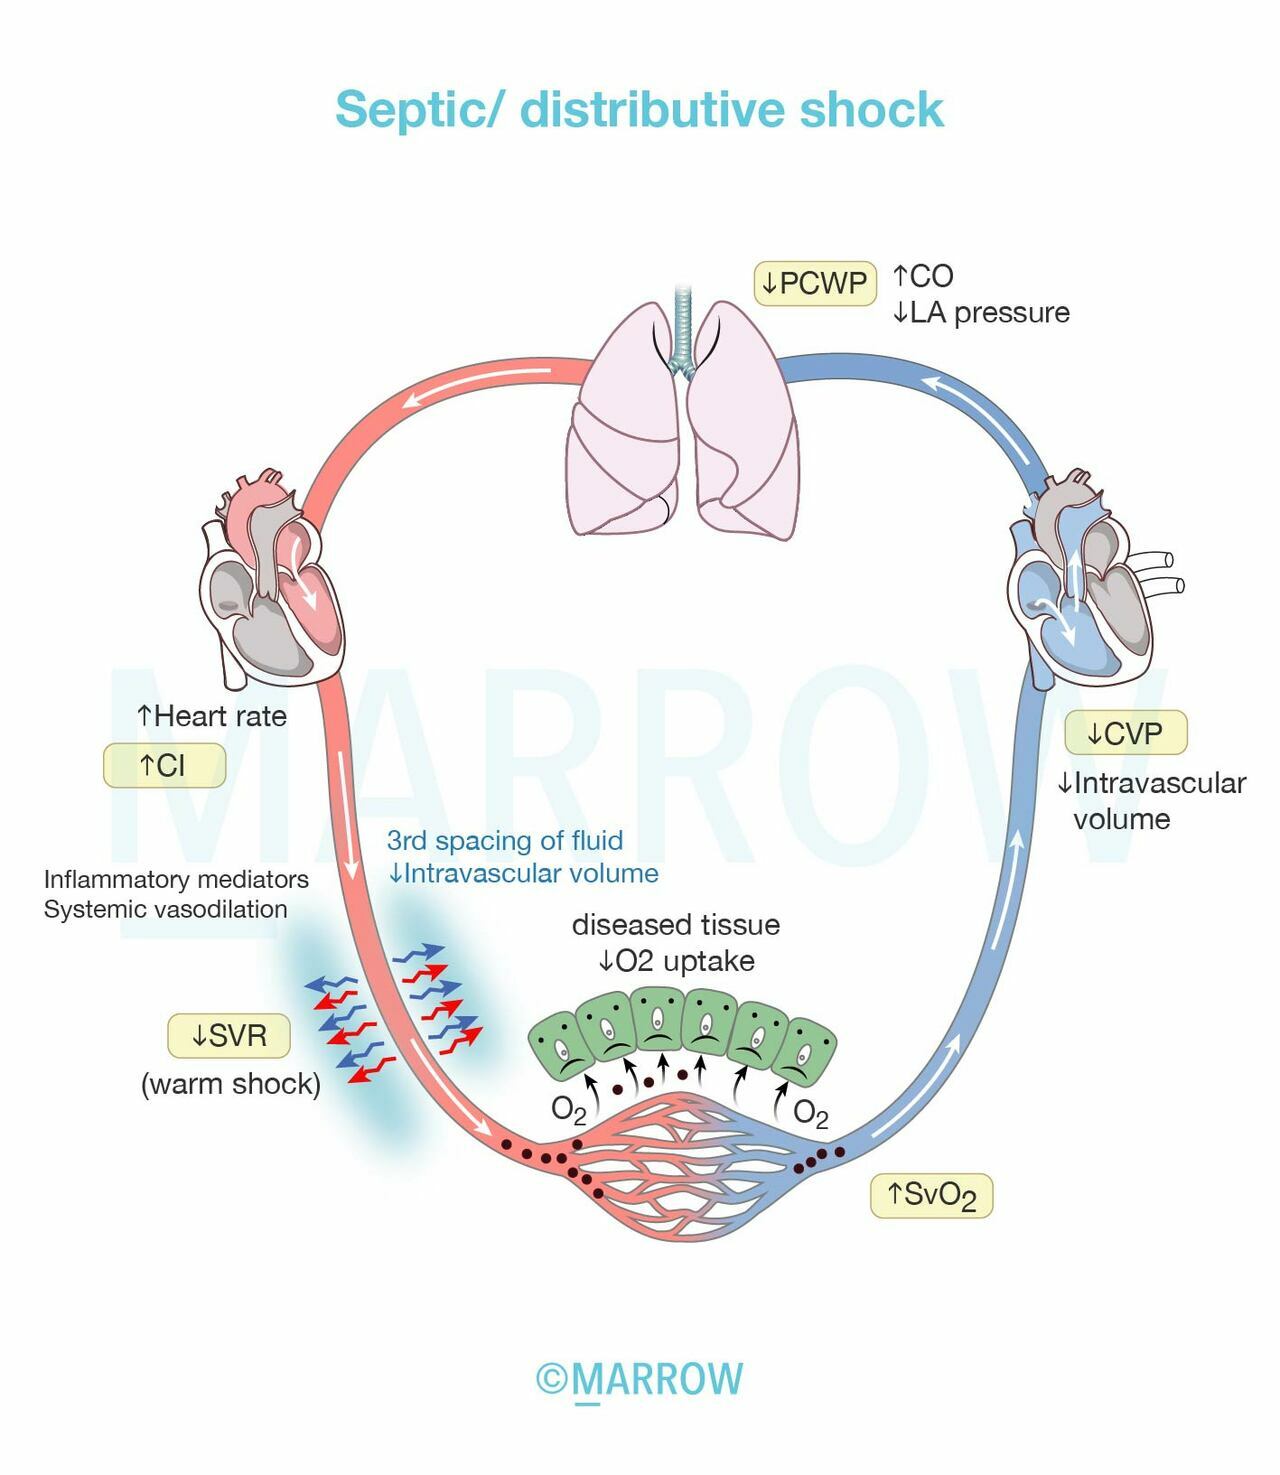 Septic/ distributive shock
↓PCWP
↑CO
↓LA pressure
↑Heart rate
↑CI
↓CVP
↓Intravascular
volume
3rd spacing of fluid
↓Intravascular volume
Inflammatory mediators
Systemic vasodilation
diseased tissue
↓O2 uptake
↓SVR
(warm shock)
O2
O2
↑SvO2
MARROW
©MARROW